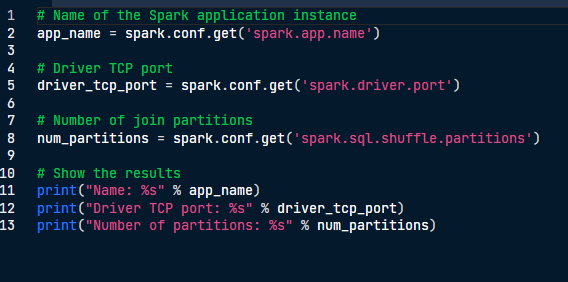 1 # Name of the Spark application instance
2 app_name = spark.conf.get('spark.app.name')
3
4 # Driver TCP port
5 driver_tcp_port = spark.conf.get('spark.driver.port')
6
7 # Number of join partitions
8 num_partitions = spark.conf.get('spark.sql.shuffle.partitions')
9
10 # Show the results
11 print("Name: %s" % app_name)
12 print("Driver TCP port: %s" % driver_tcp_port)
13 print("Number of partitions: %s" % num_partitions)